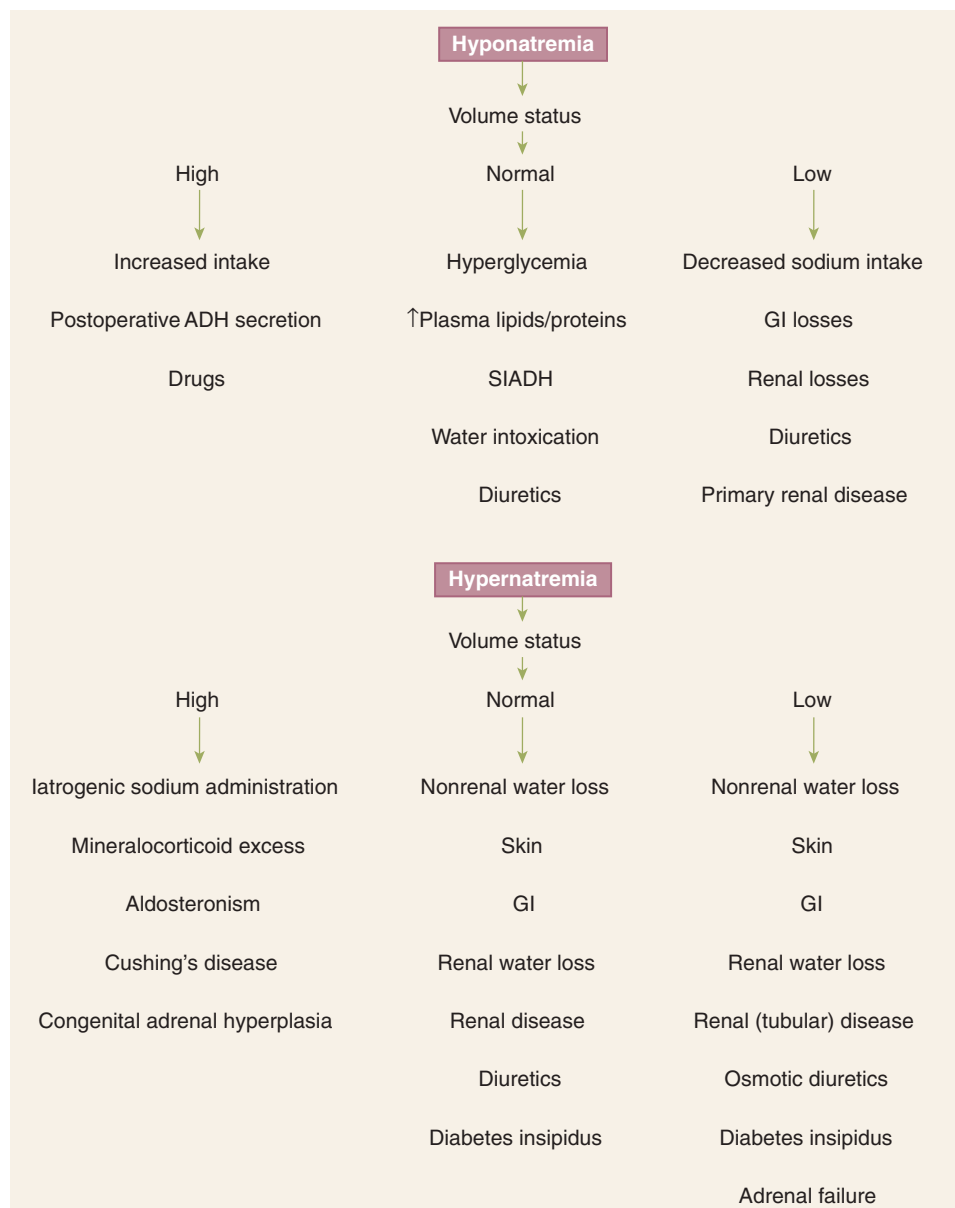 Hyponatremia
Volume status
High Normal Low
Increased intake Hyperglycemia Decreased sodium intake
Postoperative ADH secretion ↑Plasma lipids/proteins GI losses
Drugs SIADH Renal losses
Water intoxication Diuretics
Diuretics Primary renal disease
Hypernatremia
Volume status
High Normal Low
Iatrogenic sodium administration Nonrenal water loss Nonrenal water loss
Mineralocorticoid excess Skin Skin
Aldosteronism GI GI
Cushing's disease Renal water loss Renal water loss
Congenital adrenal hyperplasia Renal disease Renal (tubular) disease
Diuretics Osmotic diuretics
Diabetes insipidus Diabetes insipidus
Adrenal failure